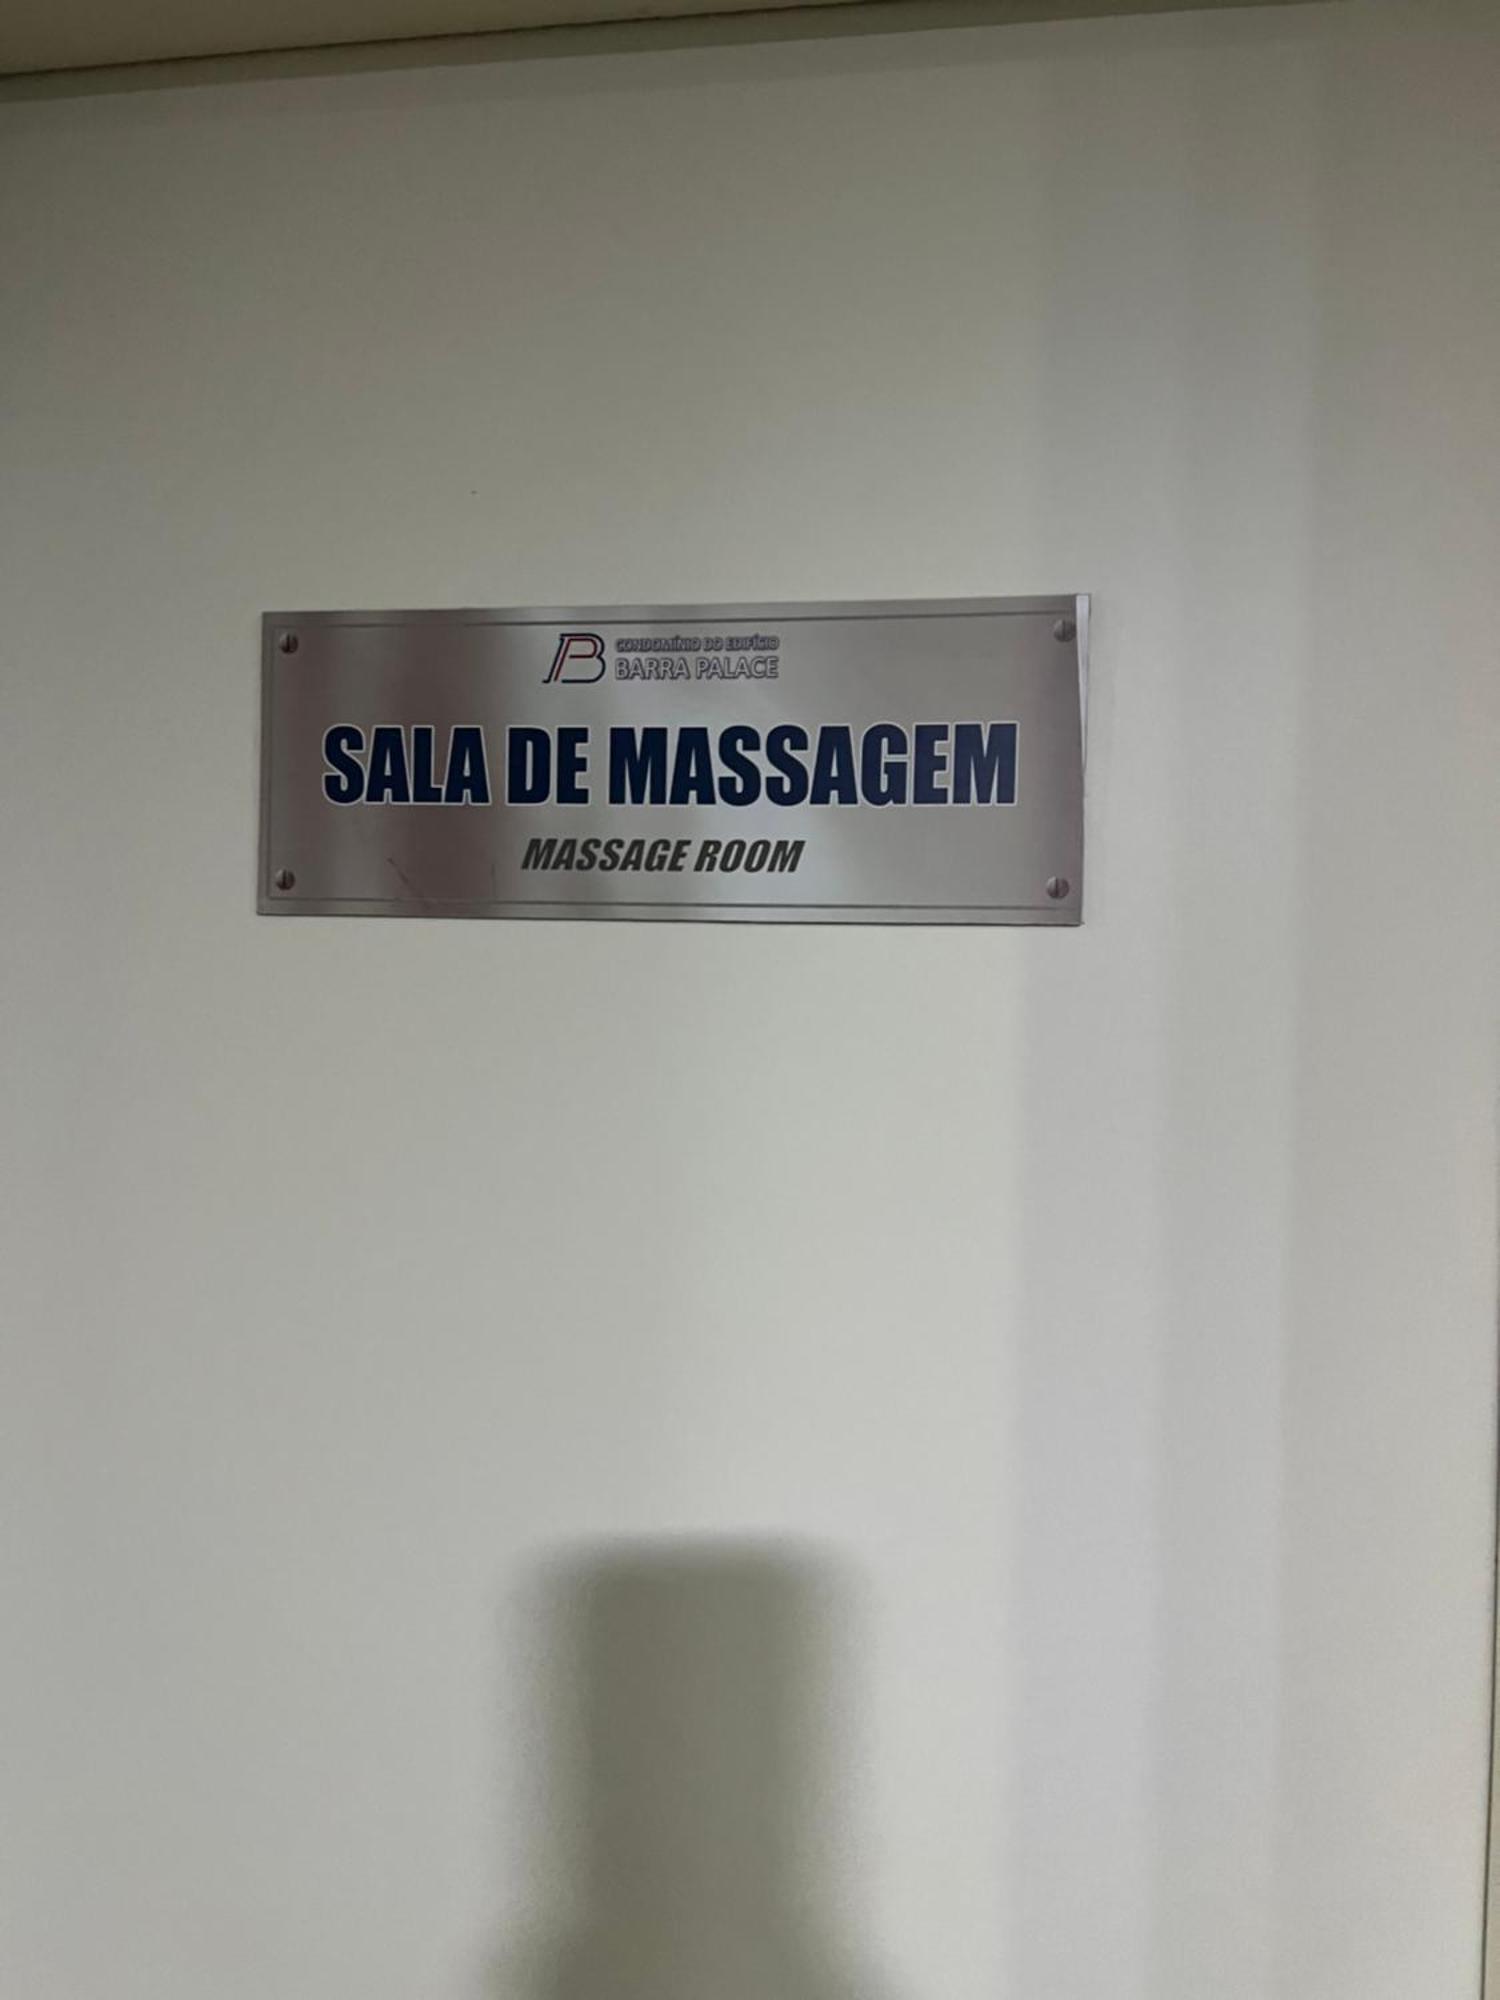 CONDOMÍNIO DO EDIFÍCIO
BARRA PALACE
SALA DE MASSAGEM
MASSAGE ROOM